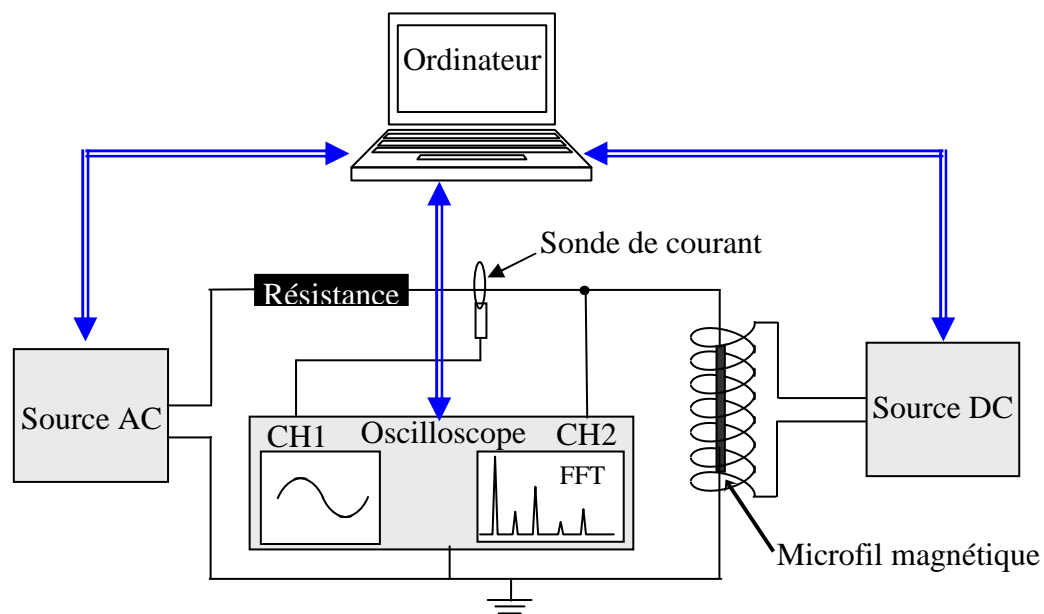 Ordinateur
Sonde de courant
Résistance
Source AC
CH1
Oscilloscope
CH2
FFT
Source DC
Microfil magnétique